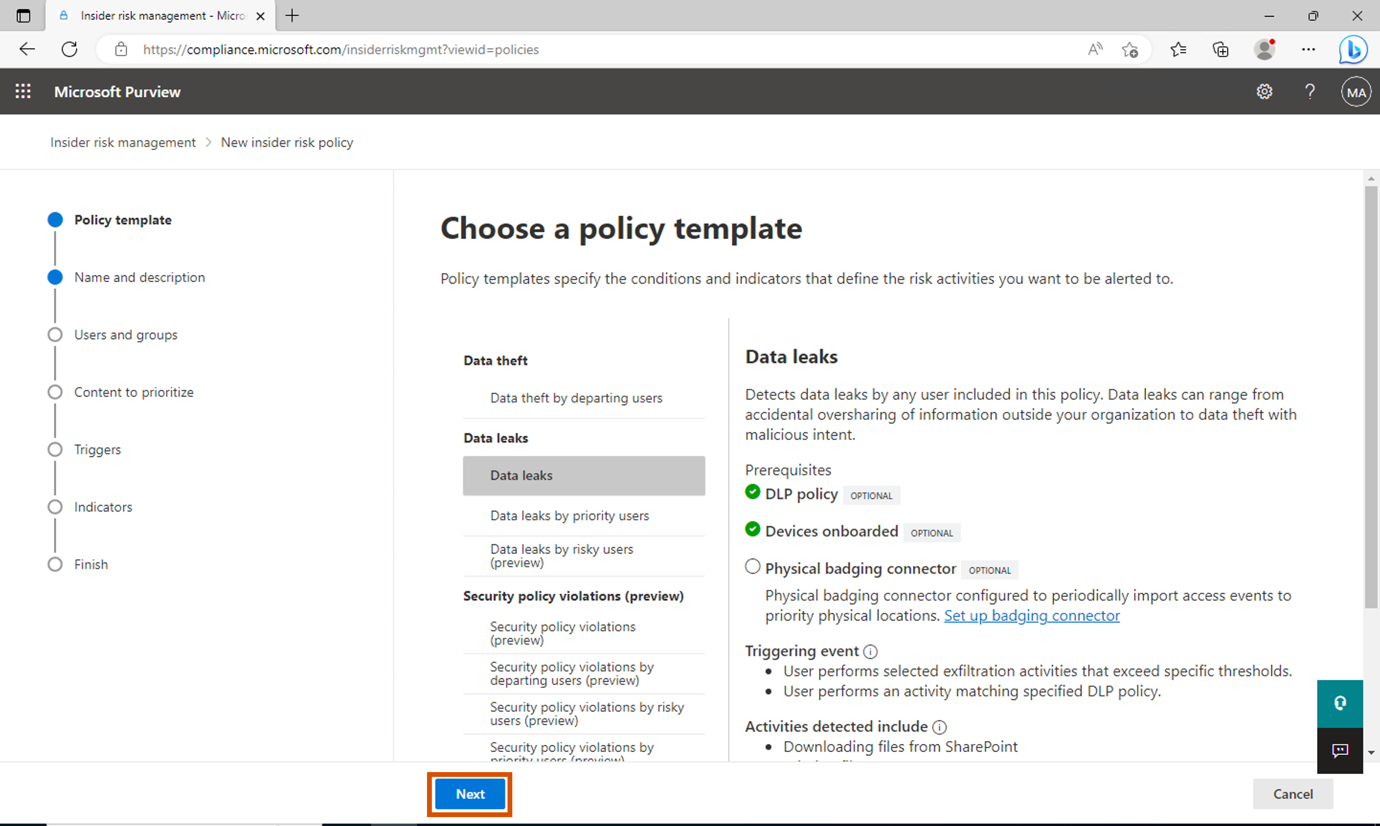 Insider risk management - Micro
https://compliance.microsoft.com/insiderriskmgmt?viewid=policies
Microsoft Purview
MA
Insider risk management > New insider risk policy
Policy template
Name and description
Users and groups
Content to prioritize
Triggers
Indicators
Finish
Choose a policy template
Policy templates specify the conditions and indicators that define the risk activities you want to be alerted to.
Data theft
Data theft by departing users
Data leaks
Data leaks
Data leaks by priority users
Data leaks by risky users
(preview)
Security policy violations (preview)
Security policy violations
(preview)
Security policy violations by
departing users (preview)
Security policy violations by risky
users (preview)
Security policy violations by
priority users (preview)
Data leaks
Detects data leaks by any user included in this policy. Data leaks can range from
accidental oversharing of information outside your organization to data theft with
malicious intent.
Prerequisites
DLP policy OPTIONAL
Devices onboarded OPTIONAL
Physical badging connector OPTIONAL
Physical badging connector configured to periodically import access events to
priority physical locations. Set up badging connector
Triggering event
• User performs selected exfiltration activities that exceed specific thresholds.
• User performs an activity matching specified DLP policy.
Activities detected include
• Downloading files from SharePoint
Next
Cancel